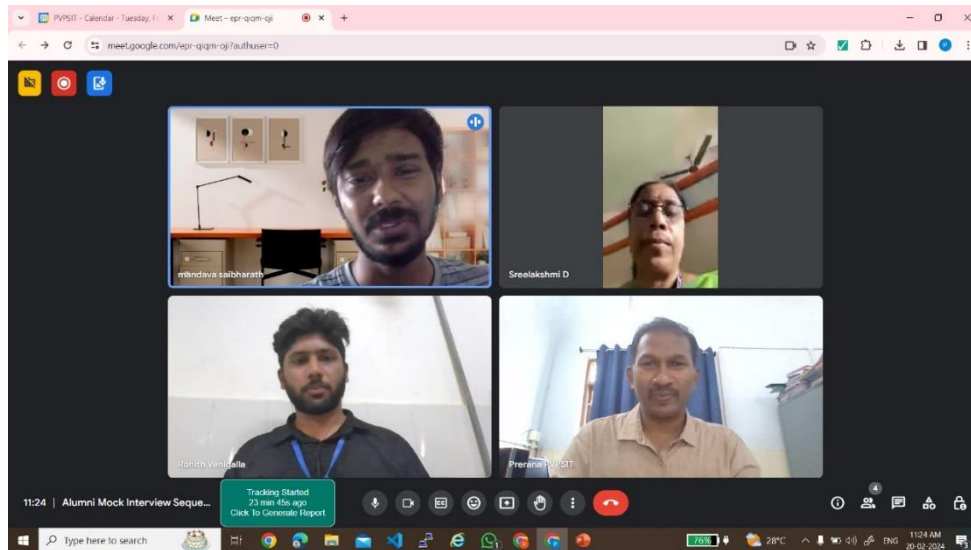 PVPSIT - Calendar - Tuesday, F
Meet – epr-qiqm-oji
meet.google.com/epr-qiqm-oji?authuser=0
P
mandava saibharath
Sreelakshmi D
Rohith Venigalla
Prerana PVPSIT
11:24 | Alumni Mock Interview Seque...
Tracking Started
23 min 45s ago
Click To Generate Report
CC
4
Type here to search
76%
28°C
ENG
11:24 AM
20-02-2024